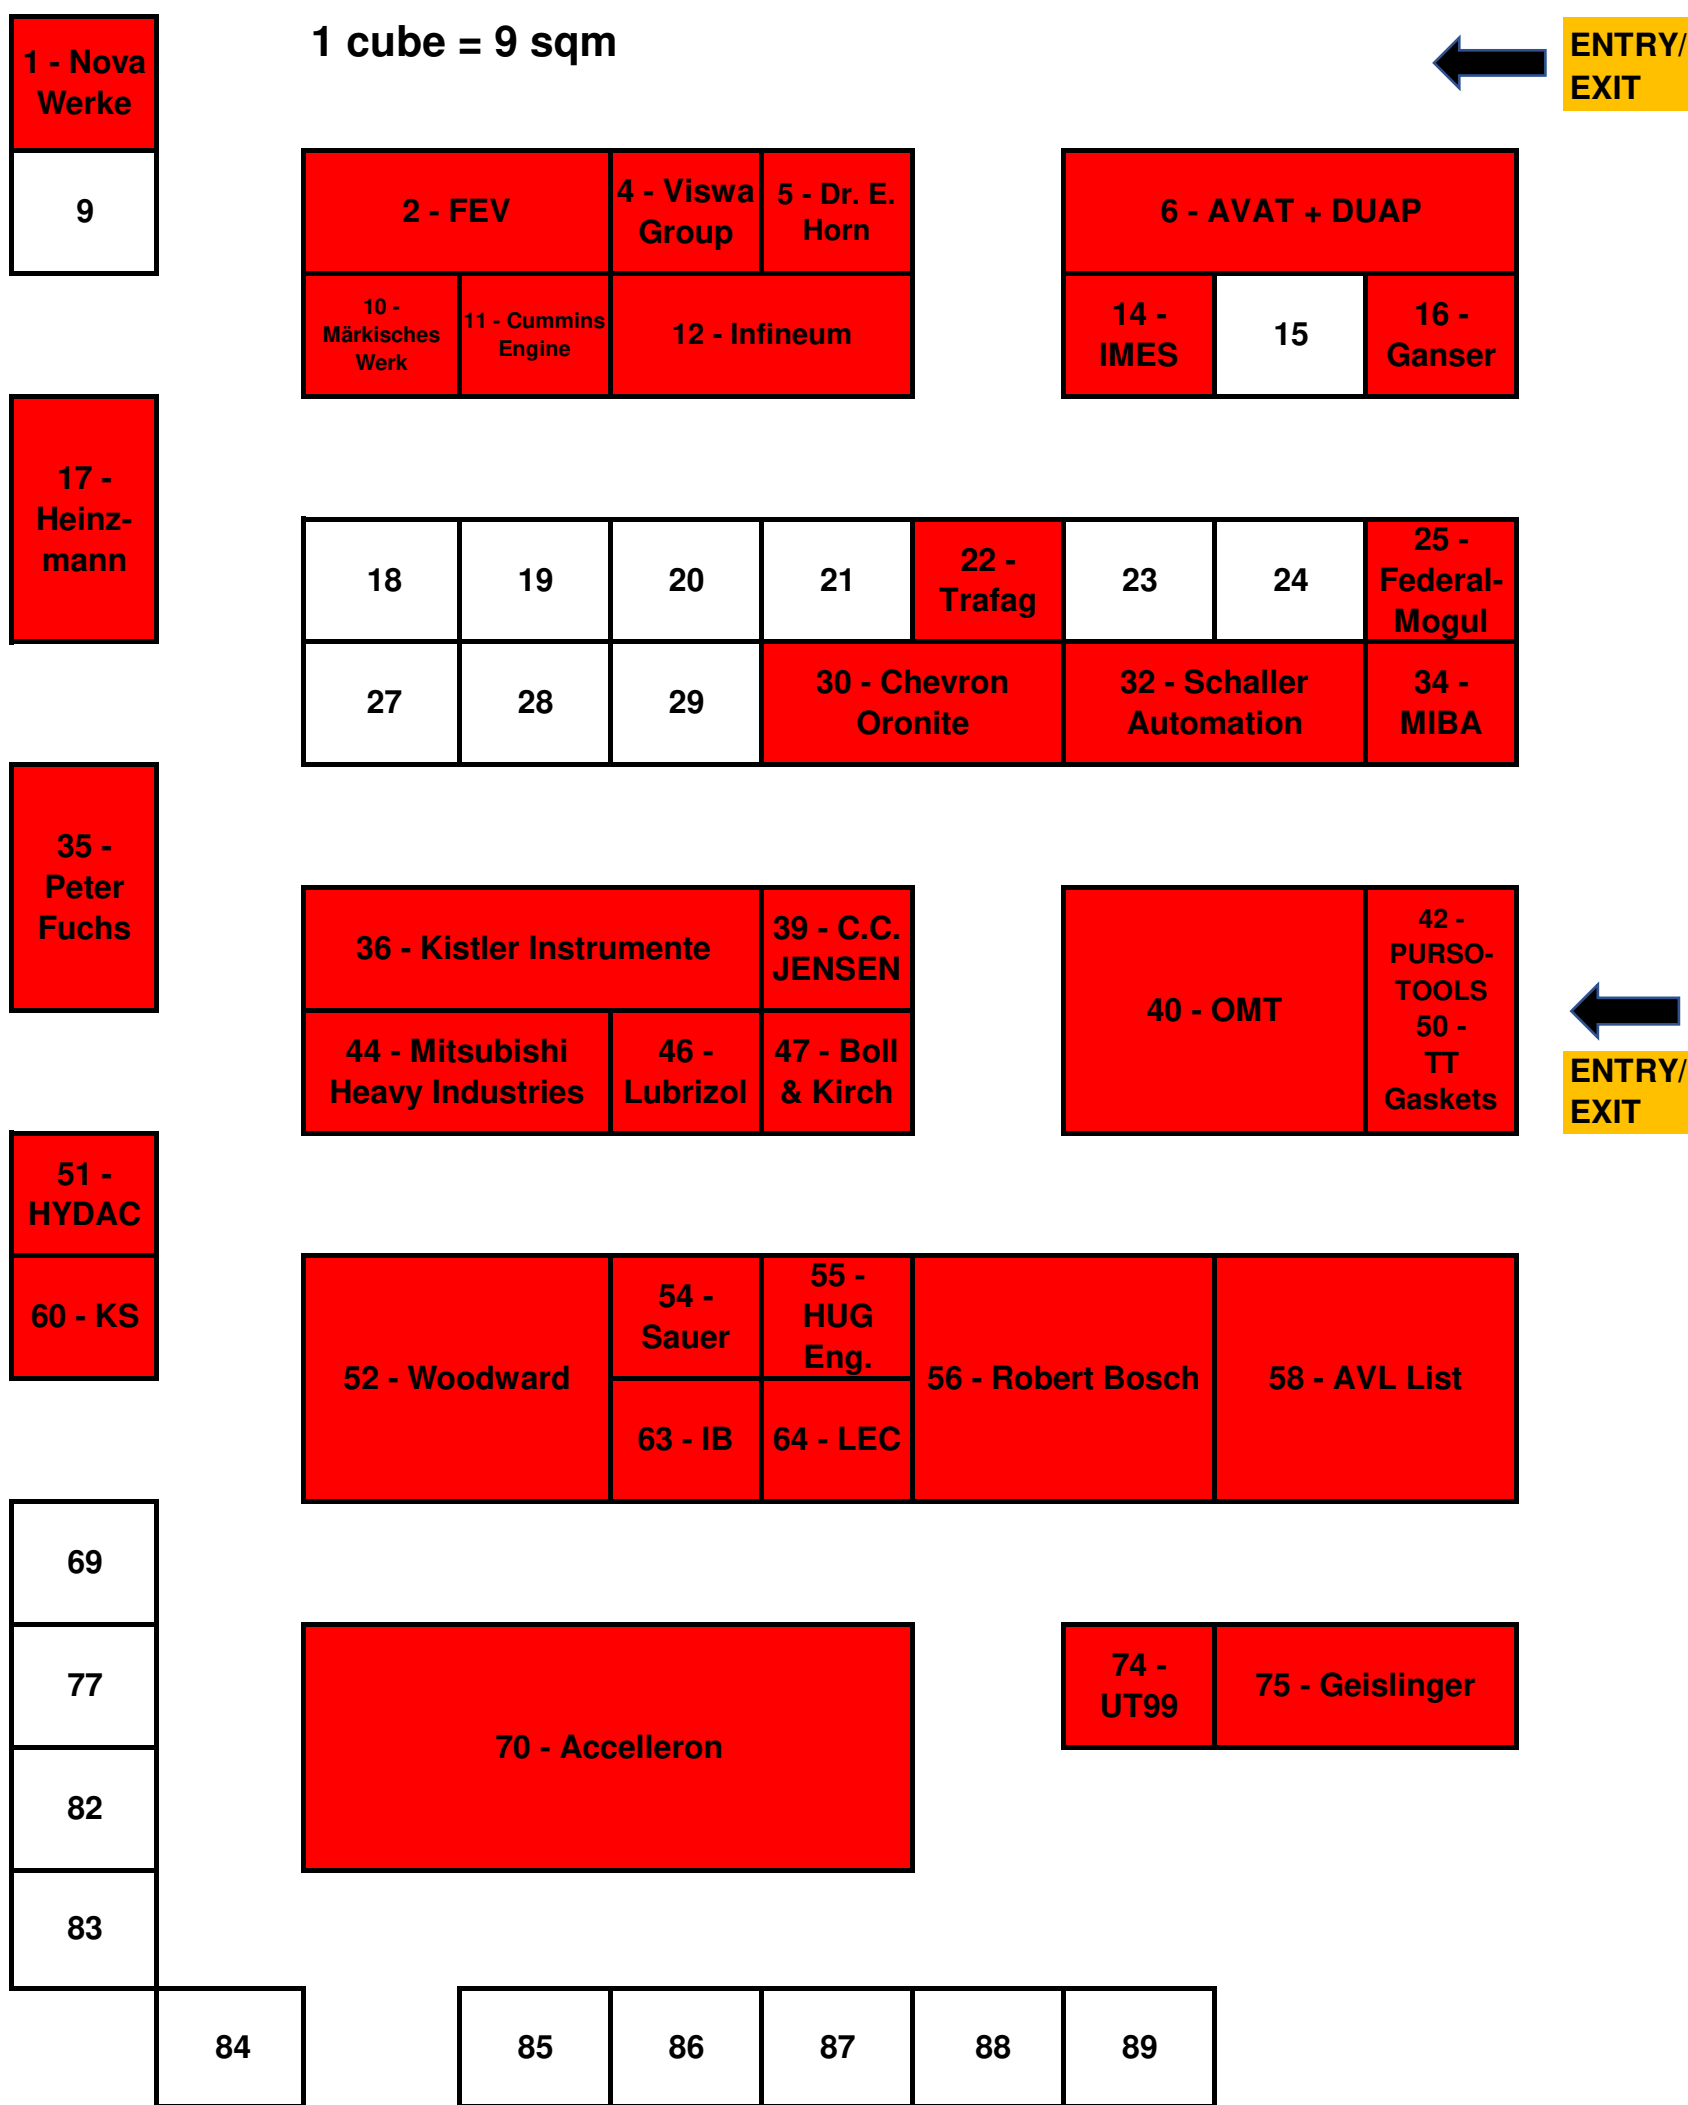 1 cube = 9 sqm
ENTRY/
EXIT
1 - Nova
Werke
9
2 - FEV
4 - Viswa
Group
5 - Dr. E.
Horn
6 - AVAT + DUAP
10 -
Märkisches
Werk
11 - Cummins
Engine
12 - Infineum
14 -
IMES
15
16 -
Ganser
17 -
Heinz-
mann
18
19
20
21
22 -
Trafag
23
24
25 -
Federal-
Mogul
27
28
29
30 - Chevron
Oronite
32 - Schaller
Automation
34 -
MIBA
35 -
Peter
Fuchs
36 - Kistler Instrumente
39 - C.C.
JENSEN
40 - OMT
42 -
PURSO-
TOOLS
50 -
TT
Gaskets
44 - Mitsubishi
Heavy Industries
46 -
Lubrizol
47 - Boll
& Kirch
ENTRY/
EXIT
51 -
HYDAC
60 - KS
52 - Woodward
54 -
Sauer
55 -
HUG
Eng.
56 - Robert Bosch
58 - AVL List
63 - IB
64 - LEC
69
77
82
83
70 - Accelleron
74 -
UT99
75 - Geislinger
84
85
86
87
88
89